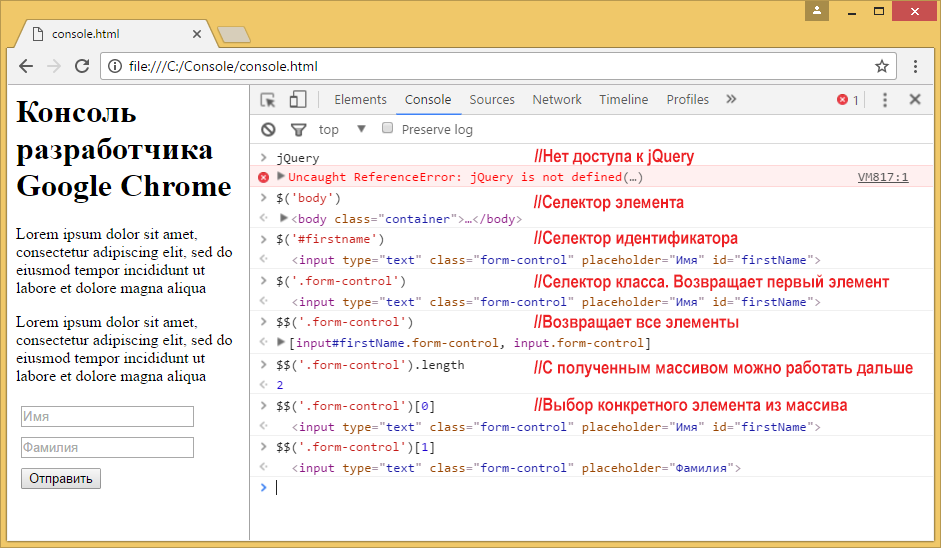 console.html
file:///C:/Console/console.html
Консоль
разработчика
Google Chrome
Lorem ipsum dolor sit amet,
consectetur adipiscing elit, sed do
eiusmod tempor incididunt ut
labore et dolore magna aliqua
Lorem ipsum dolor sit amet,
consectetur adipiscing elit, sed do
eiusmod tempor incididunt ut
labore et dolore magna aliqua
Имя
Фамилия
Отправить
Elements Console Sources Network Timeline Profiles » 1
top Preserve log
jQuery //Нет доступа к jQuery
Uncaught ReferenceError: jQuery is not defined(…) VM817:1
$('body') //Селектор элемента
<body class="container">…</body>
$('#firstname') //Селектор идентификатора
<input type="text" class="form-control" placeholder="Имя" id="firstName">
$('.form-control') //Селектор класса. Возвращает первый элемент
<input type="text" class="form-control" placeholder="Имя" id="firstName">
$$('.form-control') //Возвращает все элементы
[input#firstName.form-control, input.form-control]
$$('.form-control').length //С полученным массивом можно работать дальше
2
$$('.form-control')[0] //Выбор конкретного элемента из массива
<input type="text" class="form-control" placeholder="Имя" id="firstName">
$$('.form-control')[1]
<input type="text" class="form-control" placeholder="Фамилия">